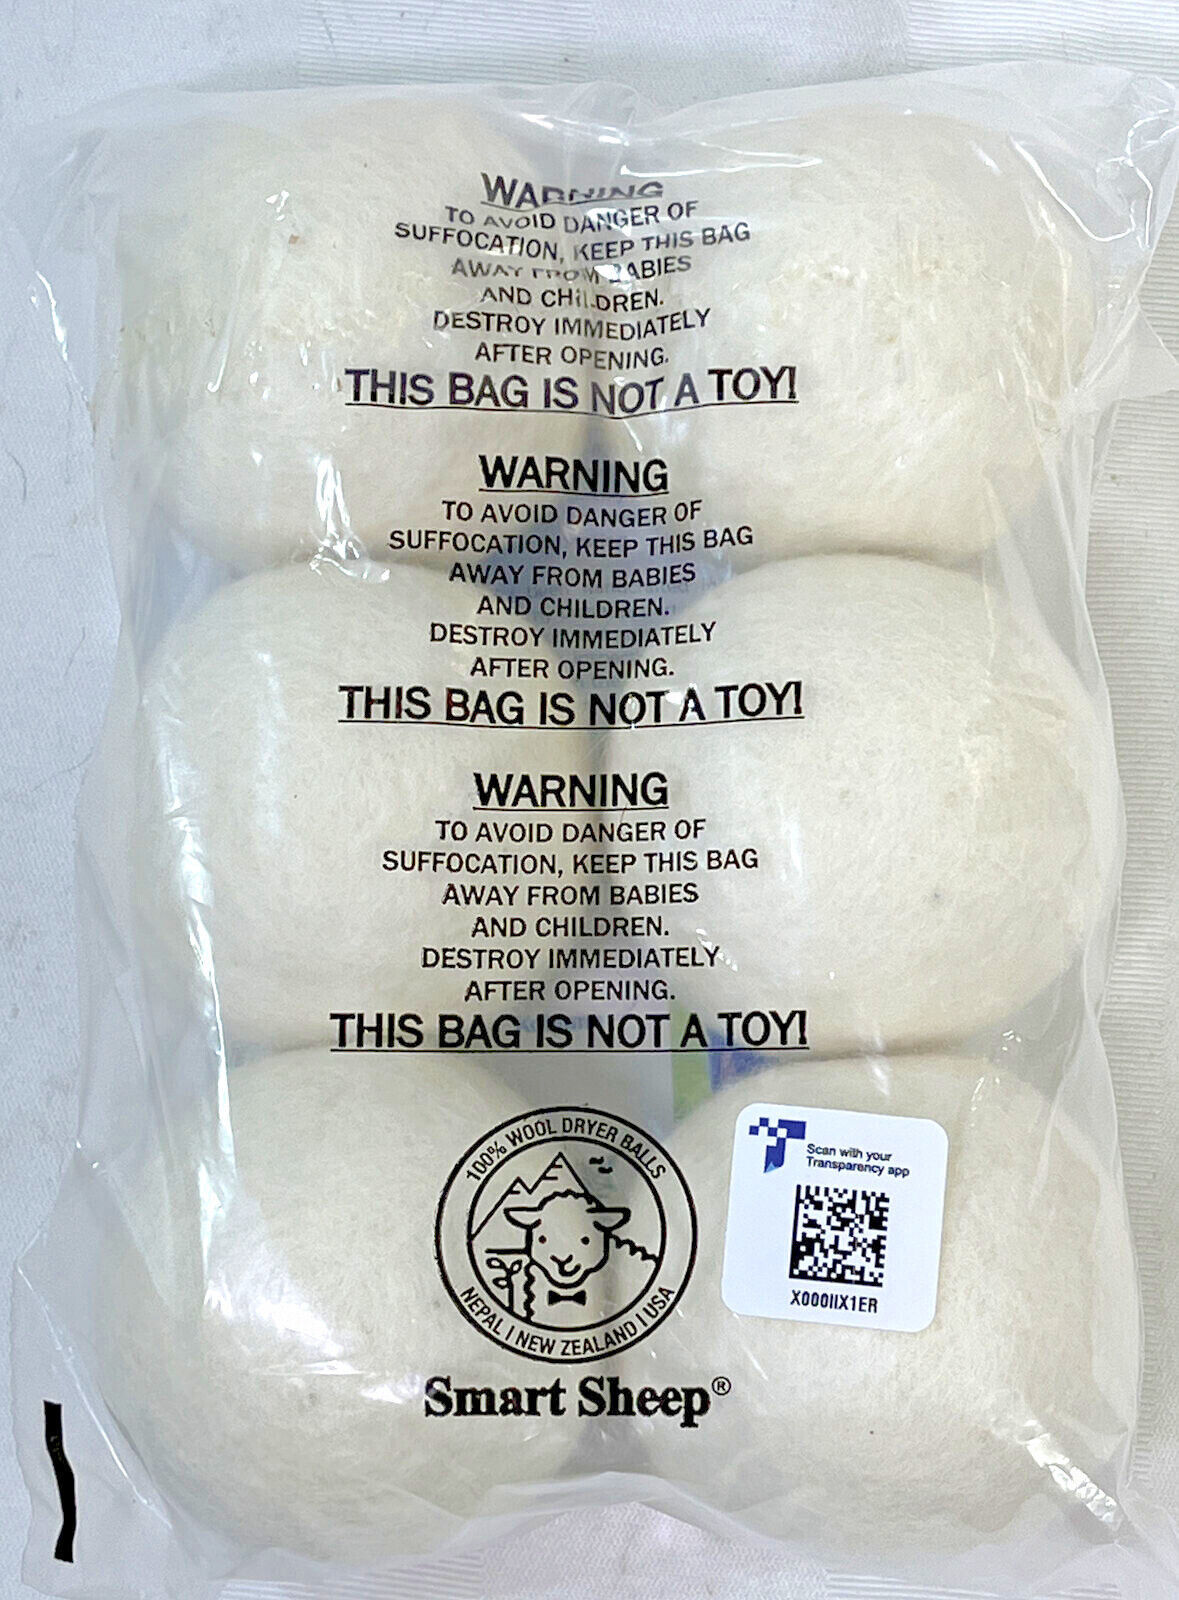 WARNING
TO AVOID DANGER OF
SUFFOCATION, KEEP THIS BAG
AWAY FROM BABIES
AND CHILDREN.
DESTROY IMMEDIATELY
AFTER OPENING.
THIS BAG IS NOT A TOY!
WARNING
TO AVOID DANGER OF
SUFFOCATION, KEEP THIS BAG
AWAY FROM BABIES
AND CHILDREN.
DESTROY IMMEDIATELY
AFTER OPENING.
THIS BAG IS NOT A TOY!
WARNING
TO AVOID DANGER OF
SUFFOCATION, KEEP THIS BAG
AWAY FROM BABIES
AND CHILDREN.
DESTROY IMMEDIATELY
AFTER OPENING.
THIS BAG IS NOT A TOY!
100% WOOL DRYER BALLS
NEPAL | NEW ZEALAND | USA
Smart Sheep®
Scan with your
Transparency app
X000IIX1ER